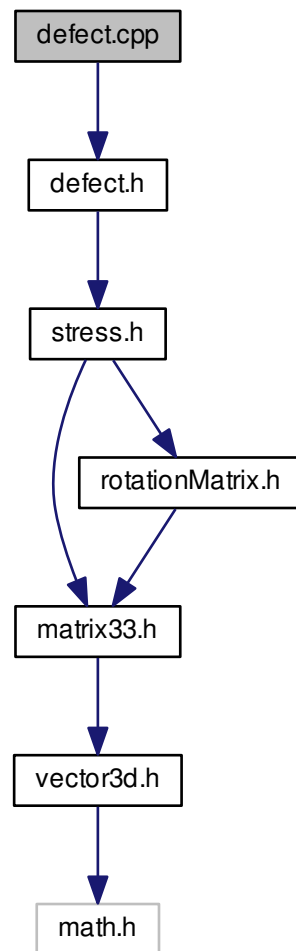 defect.cpp
defect.h
stress.h
rotationMatrix.h
matrix33.h
vector3d.h
math.h